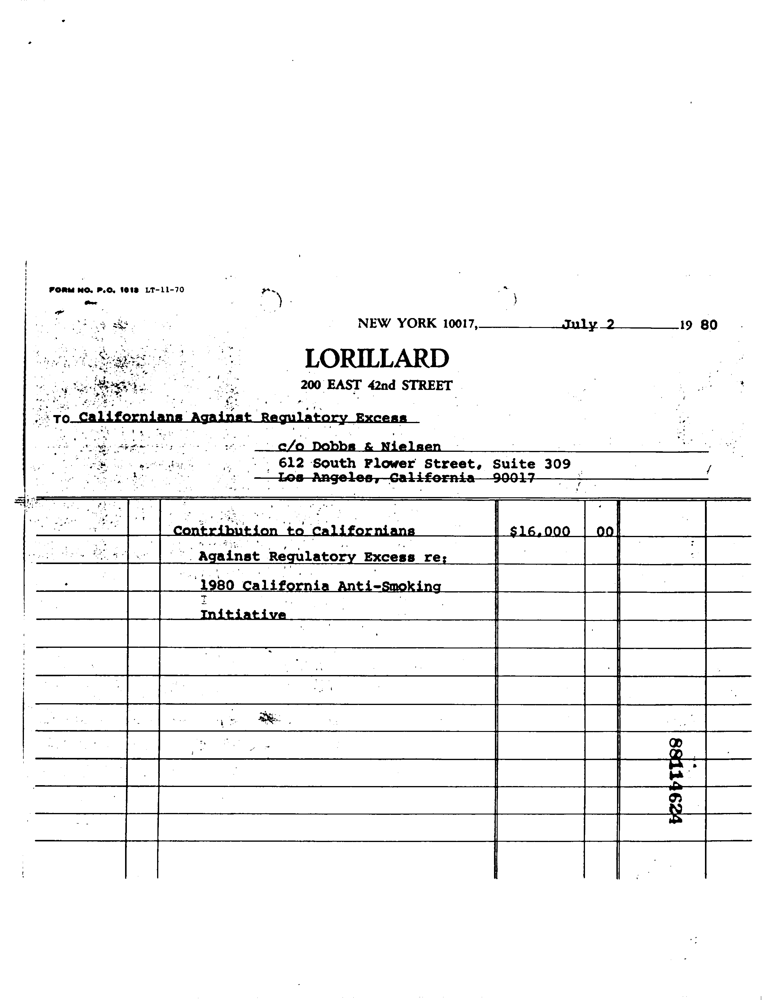 FORM NO. P.O. 1618 LT-11-70
NEW YORK 10017, July 2 19 80
LORILLARD
200 EAST 42nd STREET
TO Californians Against Regulatory Excess
c/o Dobbs & Nielsen
612 South Flower Street, Suite 309
Los Angeles, California 90017
Contribution to Californians $16,000 00
Against Regulatory Excess re:
1980 California Anti-Smoking
Initiative
88114624